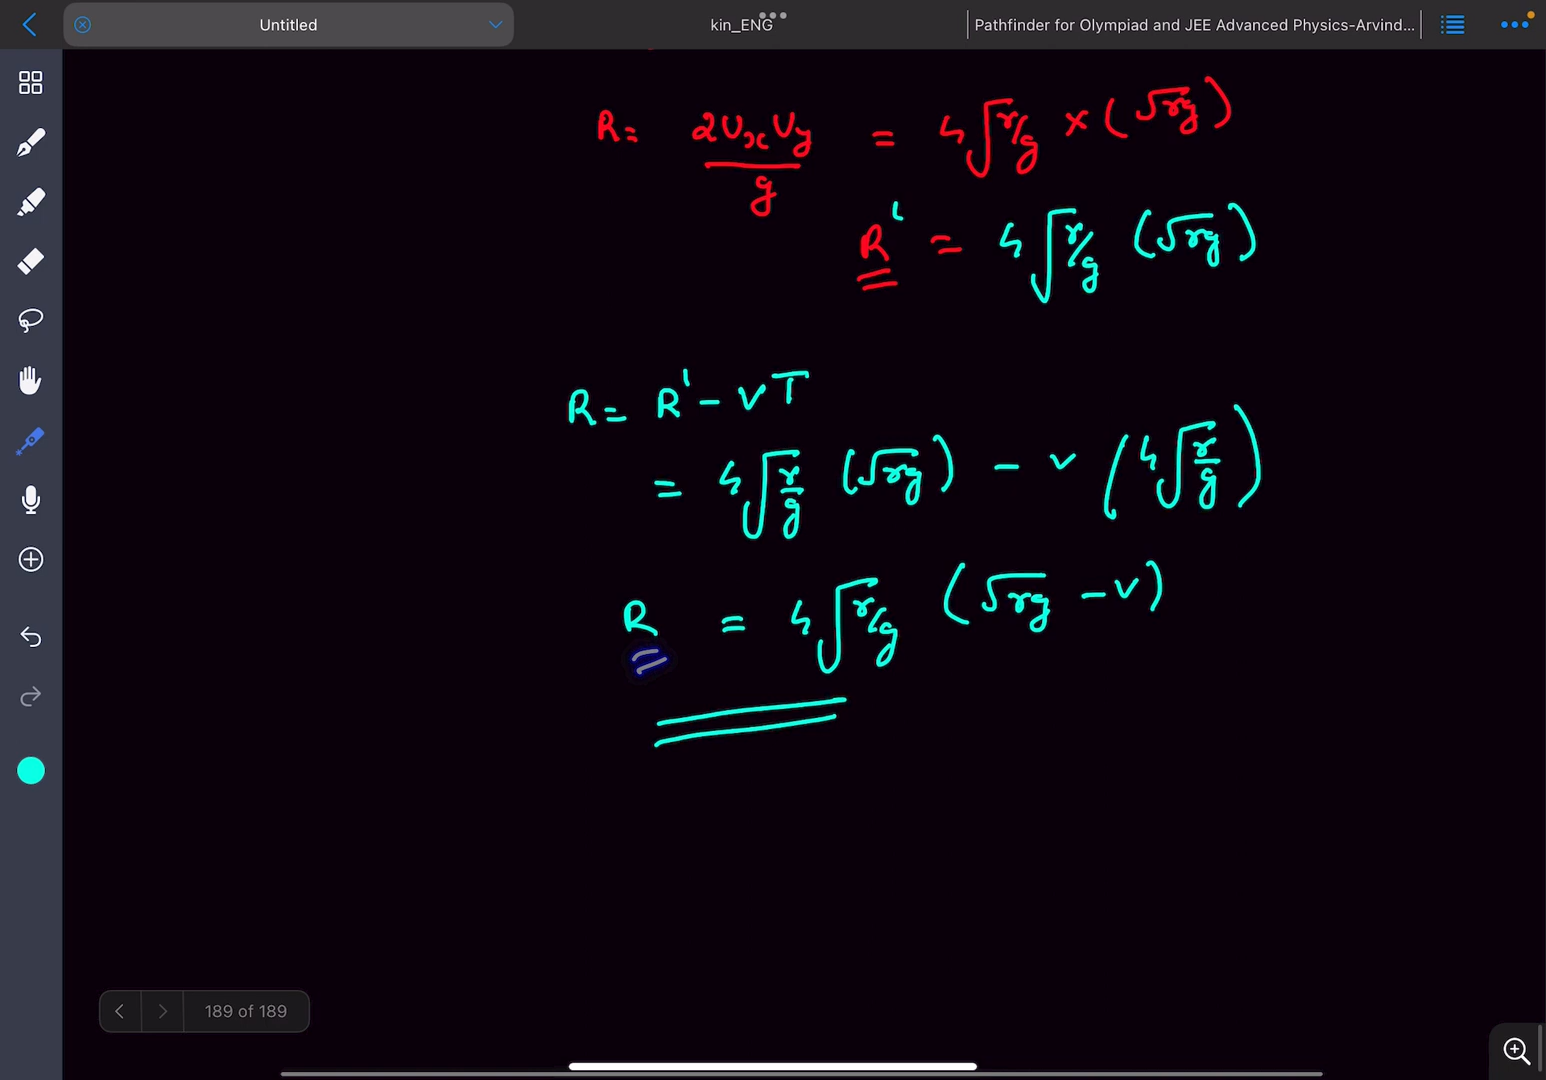 Untitled
kin_ENG
Pathfinder for Olympiad and JEE Advanced Physics-Arvind...
R = 2UxUy/g = 4√(r/g) × (√rg)
R' = 4√(r/g) (√rg)
R = R' - vT
= 4√(r/g) (√rg) - v (4√(r/g))
R = 4√(r/g) (√rg - v)
189 of 189